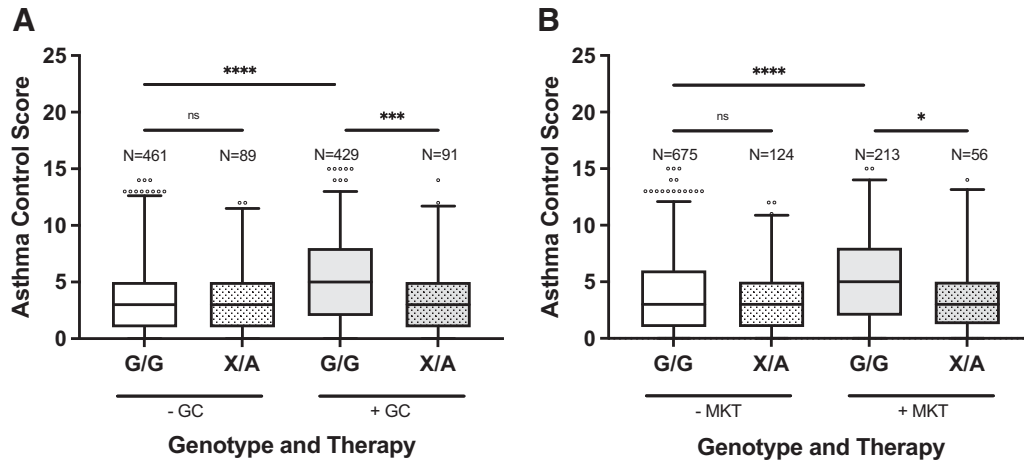 A
Asthma Control Score
25
20
15
10
5
0
****
ns
***
N=461
N=89
N=429
N=91
G/G
X/A
G/G
X/A
- GC
+ GC
Genotype and Therapy
B
Asthma Control Score
25
20
15
10
5
0
****
ns
*
N=675
N=124
N=213
N=56
G/G
X/A
G/G
X/A
- MKT
+ MKT
Genotype and Therapy